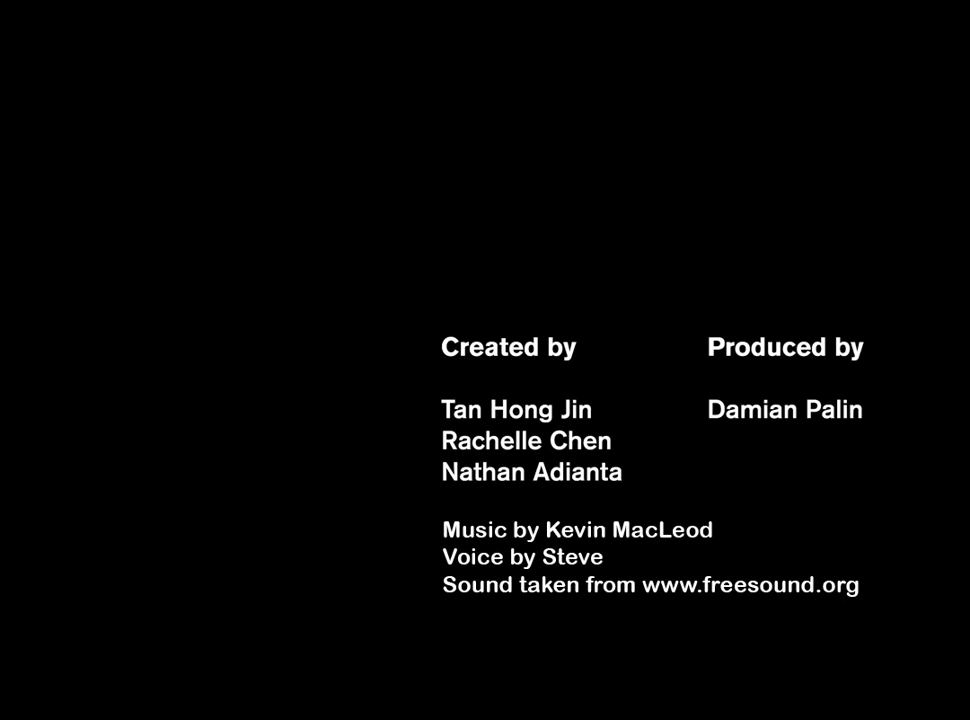 Created by
Tan Hong Jin
Rachelle Chen
Nathan Adianta
Produced by
Damian Palin
Music by Kevin MacLeod
Voice by Steve
Sound taken from www.freesound.org